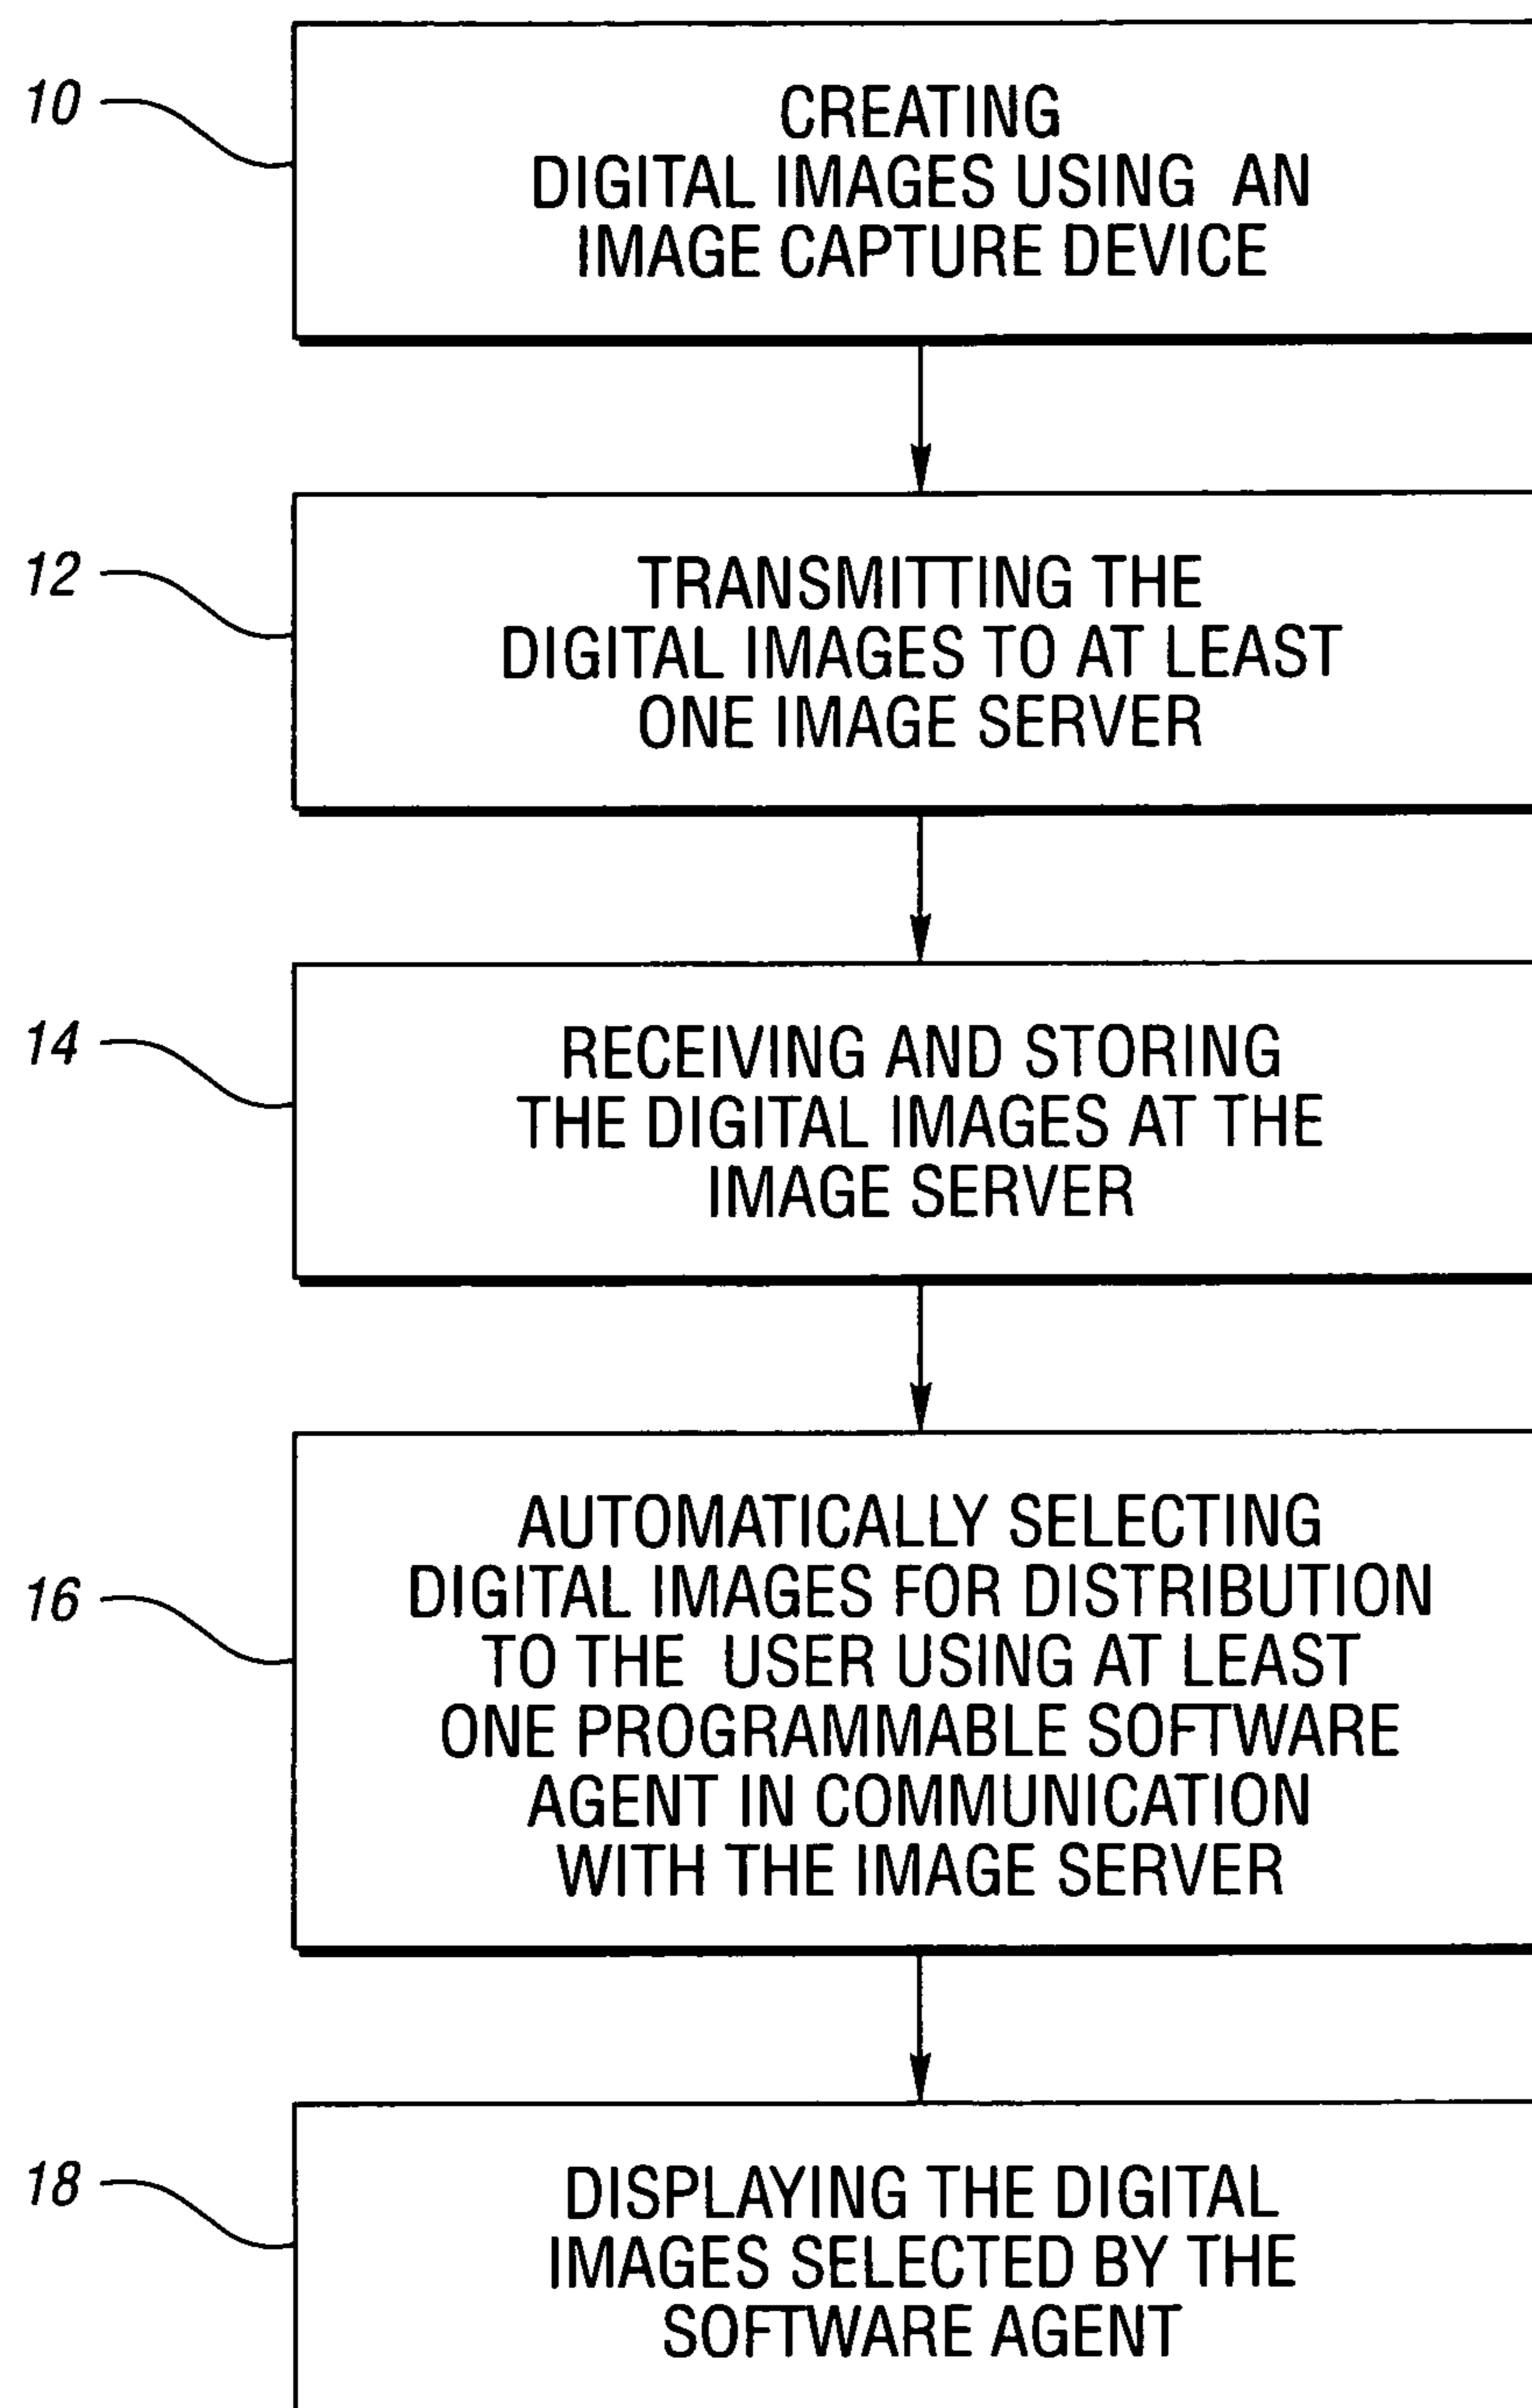 10
CREATING
DIGITAL IMAGES USING AN
IMAGE CAPTURE DEVICE
12
TRANSMITTING THE
DIGITAL IMAGES TO AT LEAST
ONE IMAGE SERVER
14
RECEIVING AND STORING
THE DIGITAL IMAGES AT THE
IMAGE SERVER
16
AUTOMATICALLY SELECTING
DIGITAL IMAGES FOR DISTRIBUTION
TO THE USER USING AT LEAST
ONE PROGRAMMABLE SOFTWARE
AGENT IN COMMUNICATION
WITH THE IMAGE SERVER
18
DISPLAYING THE DIGITAL
IMAGES SELECTED BY THE
SOFTWARE AGENT